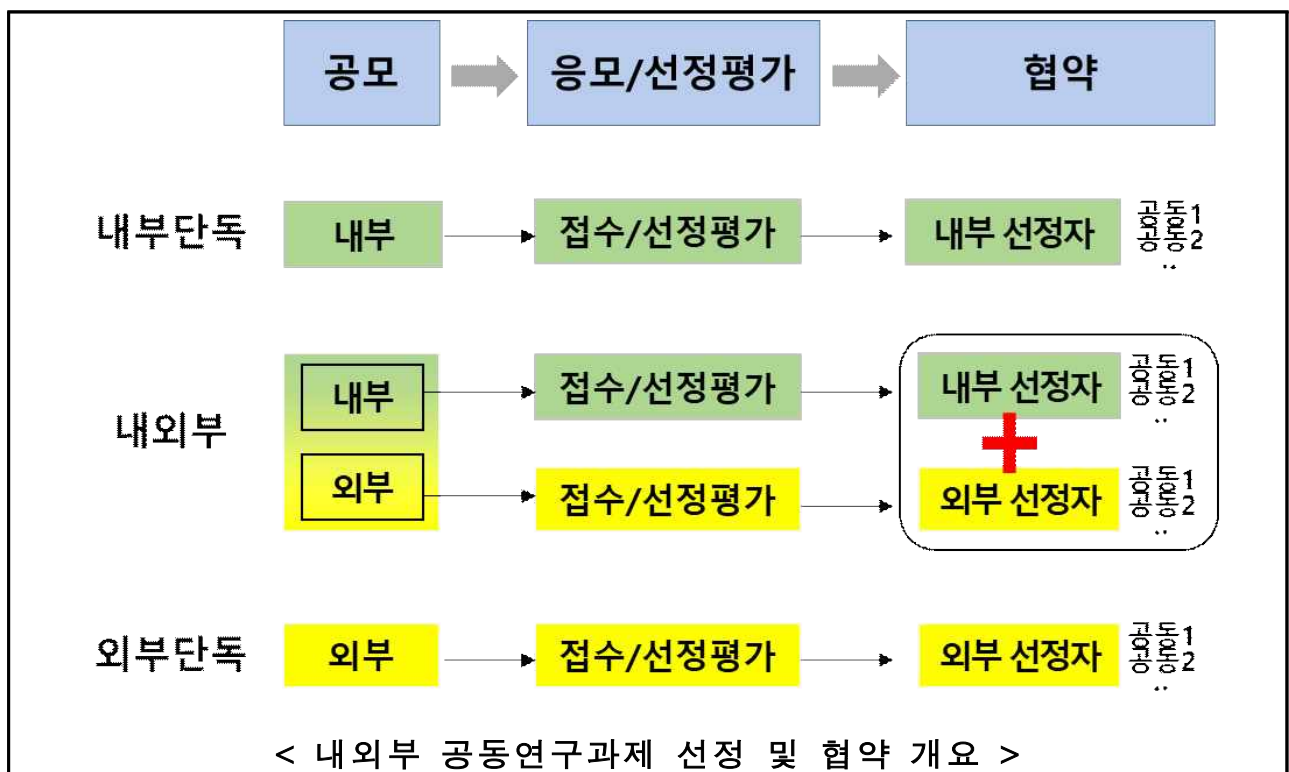 공모 응모/선정평가 협약
내부단독 내부 접수/선정평가 내부 선정자 공동1
공동2
..
내외부
내부 접수/선정평가 내부 선정자 공동1
공동2
..
외부 접수/선정평가 외부 선정자 공동1
공동2
..
외부단독 외부 접수/선정평가 외부 선정자 공동1
공동2
..
< 내외부 공동연구과제 선정 및 협약 개요 >